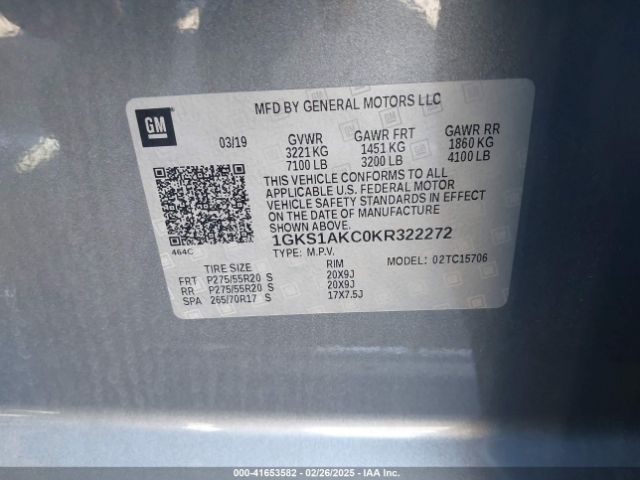 MFD BY GENERAL MOTORS LLC
GM
03/19 GVWR GAWR FRT GAWR RR
3221 KG 1451 KG 1860 KG
7100 LB 3200 LB 4100 LB
THIS VEHICLE CONFORMS TO ALL
APPLICABLE U.S. FEDERAL MOTOR
VEHICLE SAFETY STANDARDS IN EFFECT
ON THE DATE OF MANUFACTURE
SHOWN ABOVE.
1GKS1AKC0KR322272
464C
TYPE: M.P.V. MODEL: 02TC15706
TIRE SIZE RIM
FRT P275/55R20 S 20X9J
RR P275/55R20 S 20X9J
SPA 265/70R17 S 17X7.5J
000-41653582 - 02/26/2025 - IAA Inc.